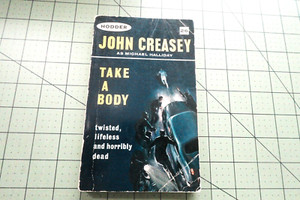 HODDER
JOHN CREASEY
AS MICHAEL HALLIDAY
TAKE
A
BODY
twisted,
lifeless
and horribly
dead